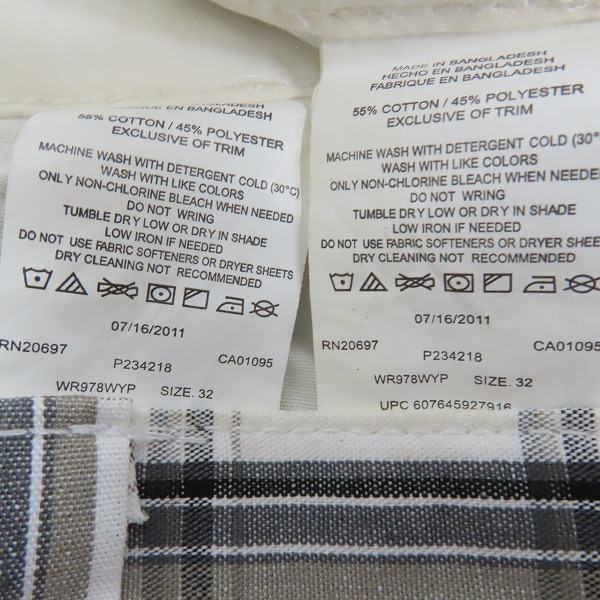 FABRIQUE EN BANGLADESH
55% COTTON / 45% POLYESTER
EXCLUSIVE OF TRIM
MACHINE WASH WITH DETERGENT COLD (30°C)
WASH WITH LIKE COLORS
ONLY NON-CHLORINE BLEACH WHEN NEEDED
DO NOT WRING
TUMBLE DRY LOW OR DRY IN SHADE
LOW IRON IF NEEDED
DO NOT USE FABRIC SOFTENERS OR DRYER SHEETS
DRY CLEANING NOT RECOMMENDED
07/16/2011
RN20697 CA01095
P234218
WR978WYP SIZE. 32
MADE IN BANGLADESH
HECHO EN BANGLADESH
FABRIQUE EN BANGLADESH
55% COTTON / 45% POLYESTER
EXCLUSIVE OF TRIM
MACHINE WASH WITH DETERGENT COLD (30°
WASH WITH LIKE COLORS
ONLY NON-CHLORINE BLEACH WHEN NEEDE
DO NOT WRING
TUMBLE DRY LOW OR DRY IN SHADE
LOW IRON IF NEEDED
DO NOT USE FABRIC SOFTENERS OR DRYER SHEE
DRY CLEANING NOT RECOMMENDED
07/16/2011
RN20697 CA01095
P234218
WR978WYP SIZE. 32
UPC 607645927916